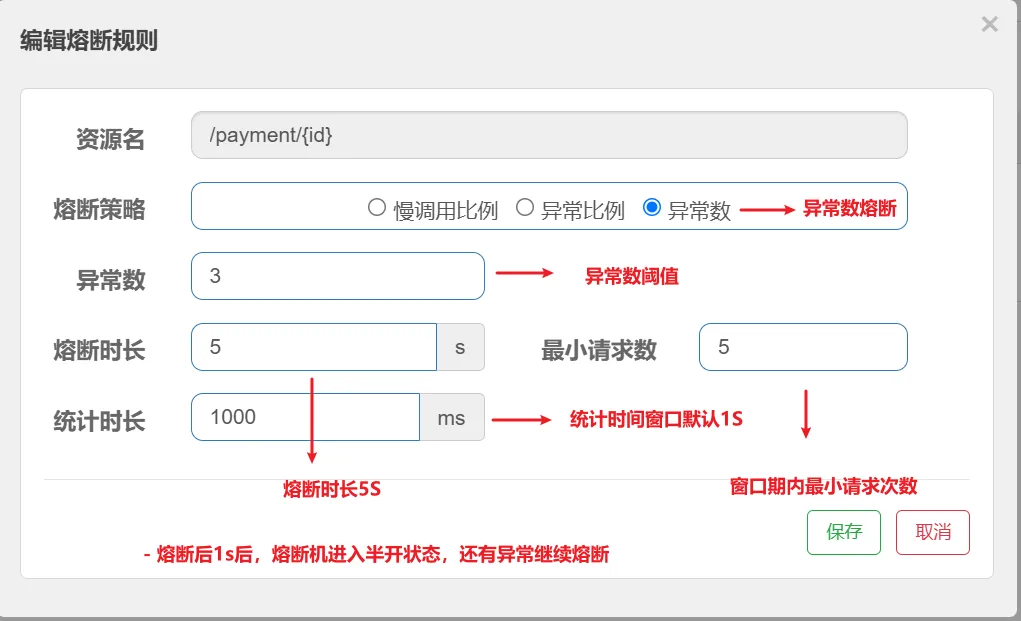 编辑熔断规则 ×
资源名 /payment/{id}
熔断策略 慢调用比例 异常比例 异常数 异常数熔断
异常数 3 异常数阈值
熔断时长 5 s 最小请求数 5
统计时长 1000 ms 统计时间窗口默认1S
熔断时长5S 窗口期内最小请求次数
保存 取消
- 熔断后1s后，熔断机进入半开状态，还有异常继续熔断